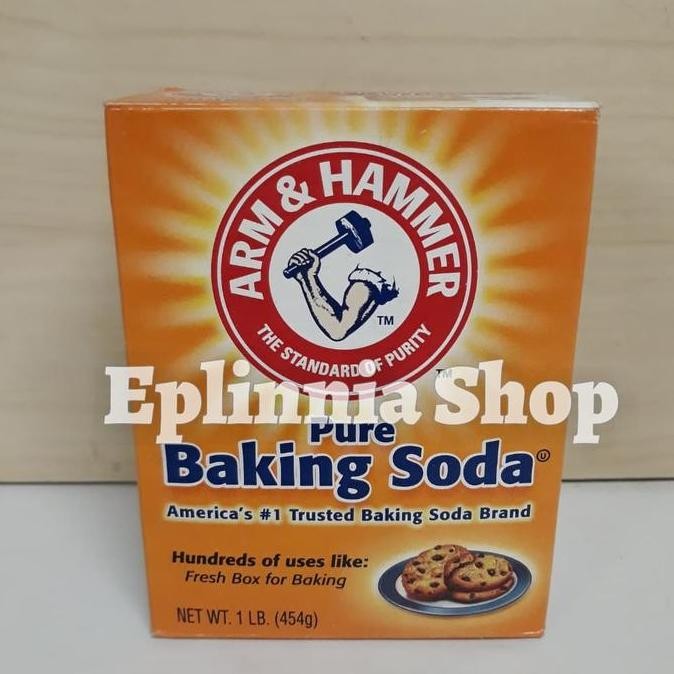 ARM & HAMMER
TM
THE STANDARD OF PURITY
TM
Eplinnia Shop
Pure
Baking Soda Ⓤ
America's #1 Trusted Baking Soda Brand
Hundreds of uses like:
Fresh Box for Baking
NET WT. 1 LB. (454g)